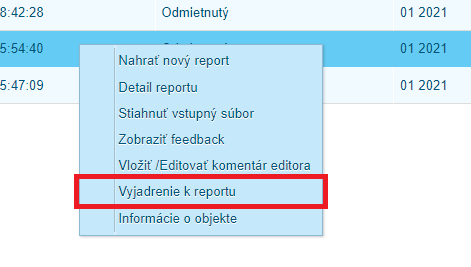 8:42:28 Odmietnutý 01 2021
5:54:40 01 2021
5:47:09 01 2021
Nahrať nový report
Detail reportu
Stiahnuť vstupný súbor
Zobraziť feedback
Vložiť /Editovať komentár editora
Vyjadrenie k reportu
Informácie o objekte